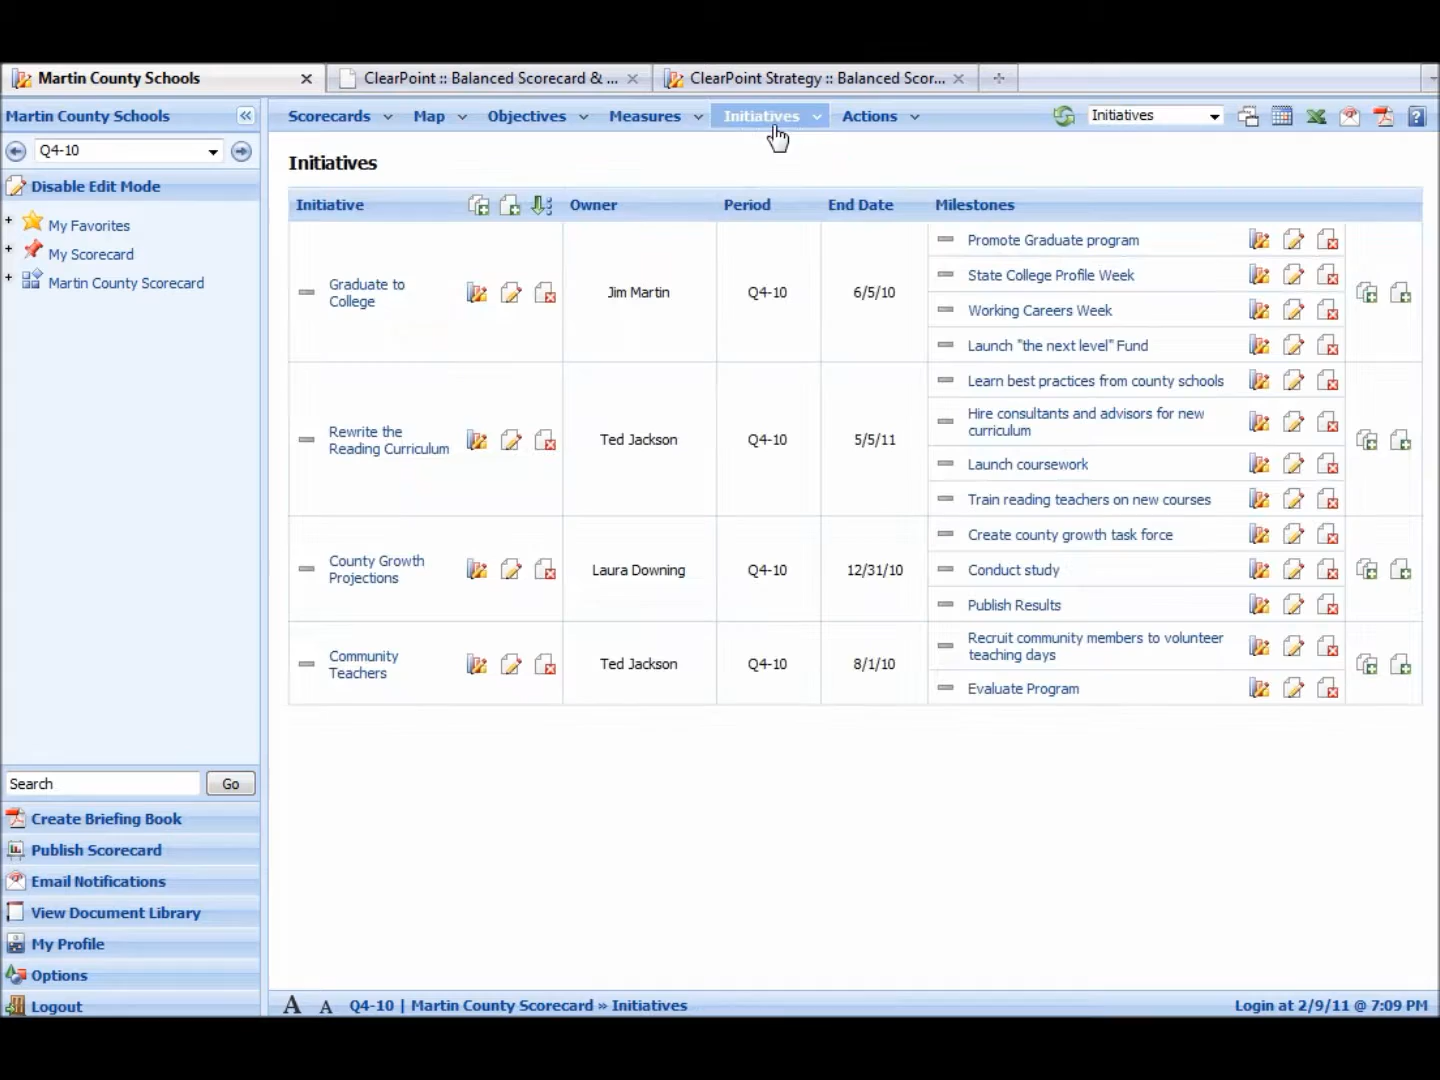 Martin County Schools
ClearPoint :: Balanced Scorecard & ...
ClearPoint Strategy :: Balanced Scor...
Martin County Schools
Scorecards
Map
Objectives
Measures
Initiatives
Actions
Initiatives
Q4-10
Disable Edit Mode
My Favorites
My Scorecard
Martin County Scorecard
Initiatives
Initiative
Owner
Period
End Date
Milestones
Graduate to
College
Jim Martin
Q4-10
6/5/10
Promote Graduate program
State College Profile Week
Working Careers Week
Launch "the next level" Fund
Rewrite the
Reading Curriculum
Ted Jackson
Q4-10
5/5/11
Learn best practices from county schools
Hire consultants and advisors for new
curriculum
Launch coursework
Train reading teachers on new courses
County Growth
Projections
Laura Downing
Q4-10
12/31/10
Create county growth task force
Conduct study
Publish Results
Community
Teachers
Ted Jackson
Q4-10
8/1/10
Recruit community members to volunteer
teaching days
Evaluate Program
Search
Go
Create Briefing Book
Publish Scorecard
Email Notifications
View Document Library
My Profile
Options
Logout
A A Q4-10 | Martin County Scorecard » Initiatives
Login at 2/9/11 @ 7:09 PM